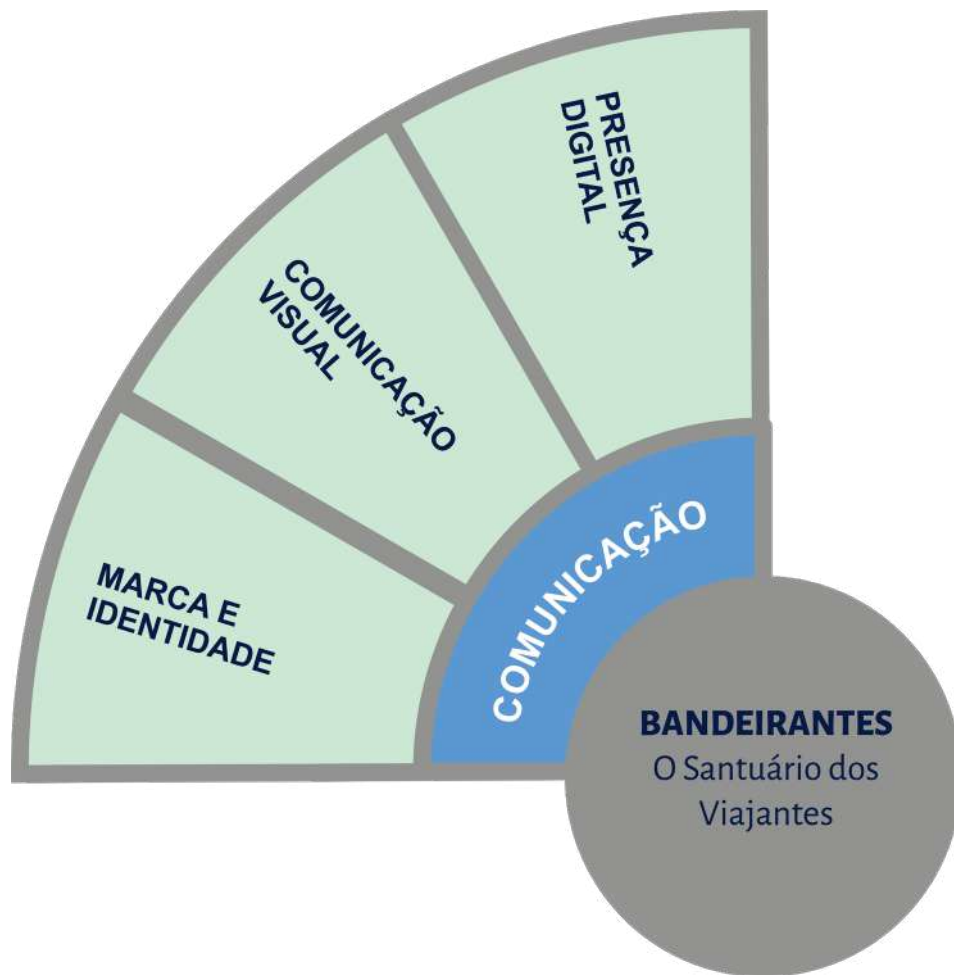 PRESENÇA
DIGITAL
COMUNICAÇÃO
VISUAL
MARCA E
IDENTIDADE
COMUNICAÇÃO
BANDEIRANTES
O Santuário dos
Viajantes